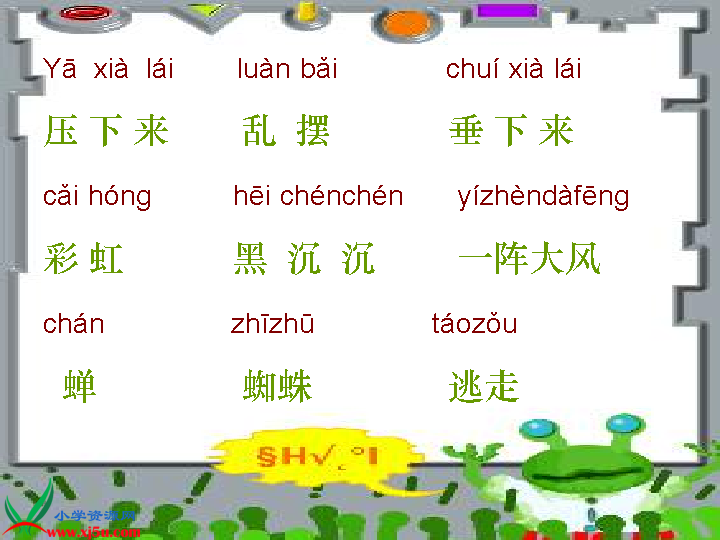 Yā xià lái luàn bǎi chuí xià lái
压 下 来 乱 摆 垂 下 来
cǎi hóng hēi chénchén yízhèndàfēng
彩 虹 黑 沉 沉 一阵大风
chán zhīzhū táozǒu
蝉 蜘蛛 逃走
§H√ 。°I
小学资源网
www.xj5u.com